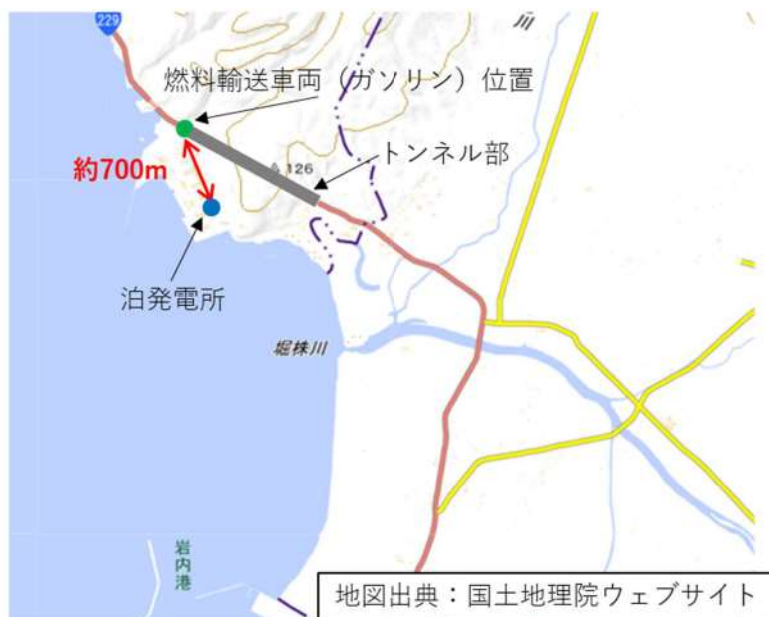 229
川
燃料輸送車両（ガソリン）位置
トンネル部
126
約700m
泊発電所
堀株川
岩内港
地図出典：国土地理院ウェブサイト